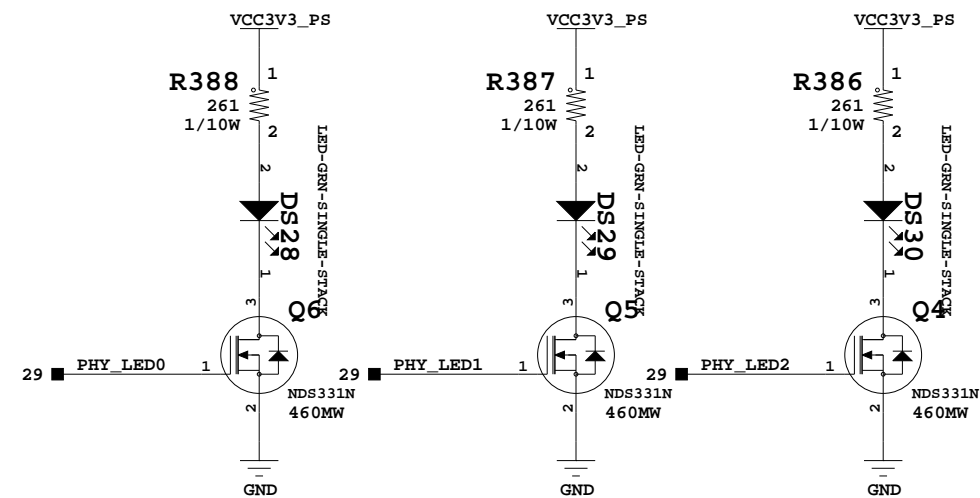 VCC3V3_PS
R388
1
261
1/10W
2
2
LED-GRN-SINGLE-STACK
DS28
1
3
Q6
29
PHY_LED0
1
NDS331N
460MW
2
GND
VCC3V3_PS
R387
1
261
1/10W
2
2
LED-GRN-SINGLE-STACK
DS29
1
3
Q5
29
PHY_LED1
1
NDS331N
460MW
2
GND
VCC3V3_PS
R386
1
261
1/10W
2
2
LED-GRN-SINGLE-STACK
DS30
1
3
Q4
29
PHY_LED2
1
NDS331N
460MW
2
GND